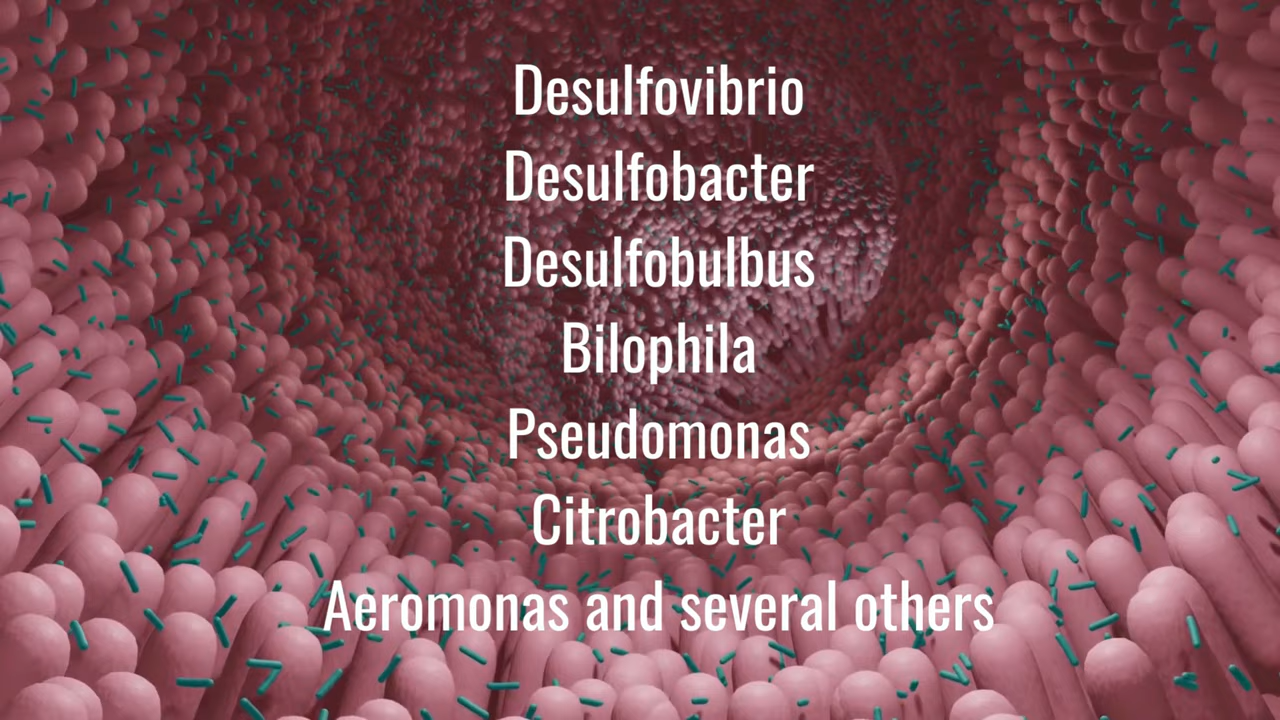 Desulfovibrio
Desulfobacter
Desulfobulbus
Bilophila
Pseudomonas
Citrobacter
Aeromonas and several others